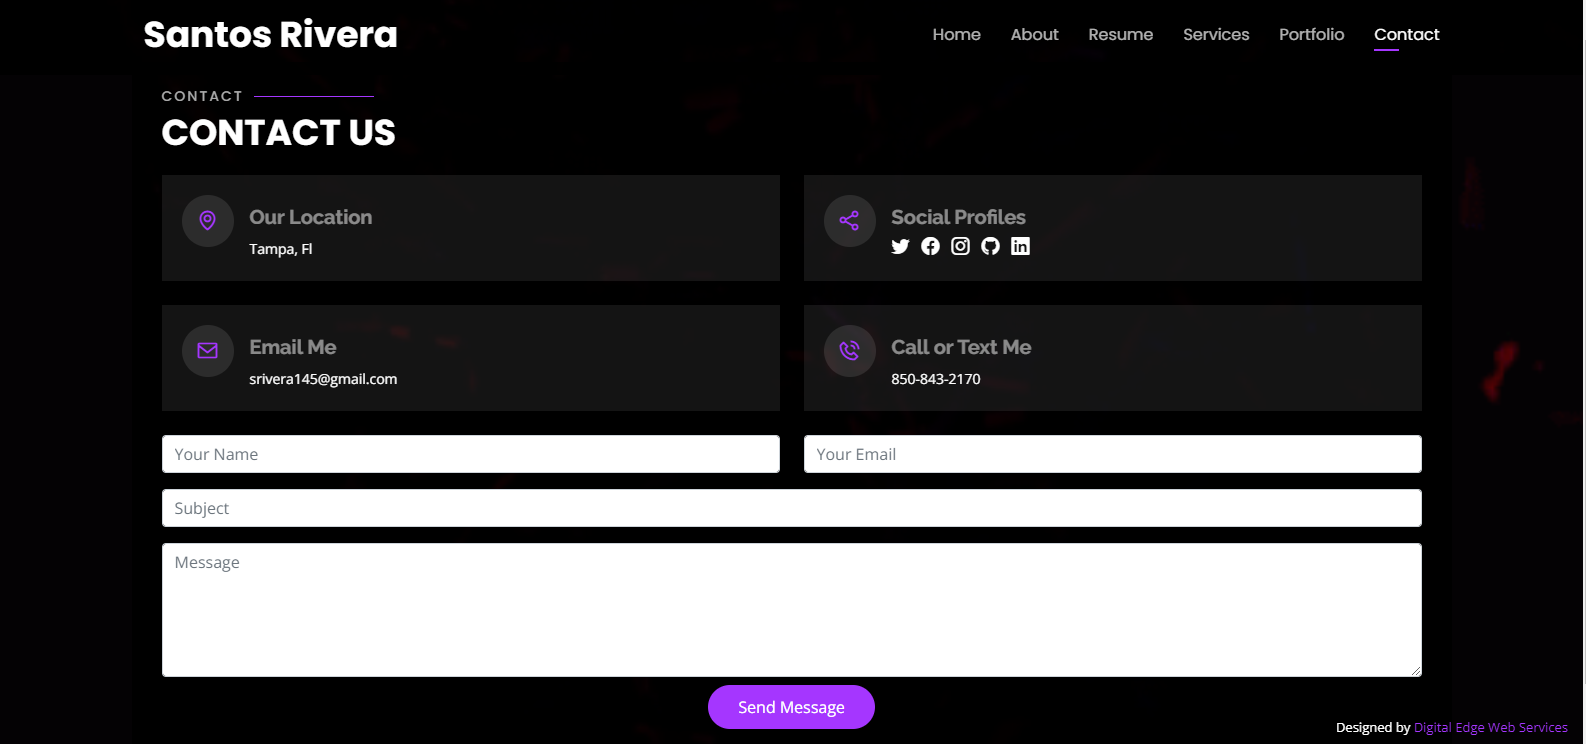 Santos Rivera
Home About Resume Services Portfolio Contact
CONTACT
CONTACT US
Our Location
Tampa, Fl
Social Profiles
Email Me
srivera145@gmail.com
Call or Text Me
850-843-2170
Your Name
Your Email
Subject
Message
Send Message
Designed by Digital Edge Web Services